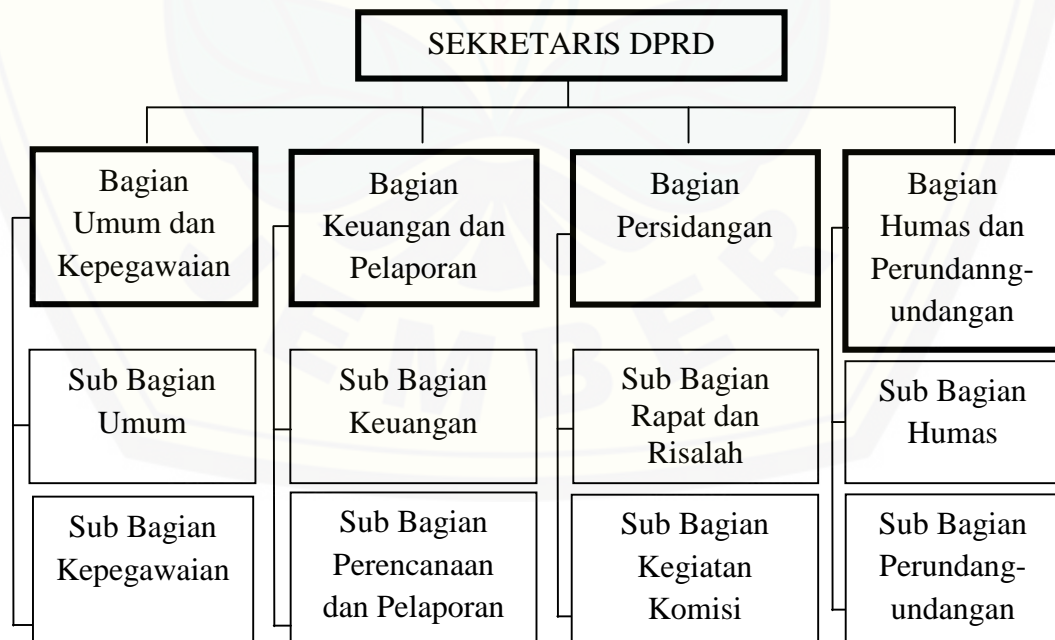 SEKRETARIS DPRD
Bagian
Umum dan
Kepegawaian
Bagian
Keuangan dan
Pelaporan
Bagian
Persidangan
Bagian
Humas dan
Perundanng-
undangan
Sub Bagian
Umum
Sub Bagian
Keuangan
Sub Bagian
Rapat dan
Risalah
Sub Bagian
Humas
Sub Bagian
Kepegawaian
Sub Bagian
Perencanaan
dan Pelaporan
Sub Bagian
Kegiatan
Komisi
Sub Bagian
Perundang-
undangan
JEMBER